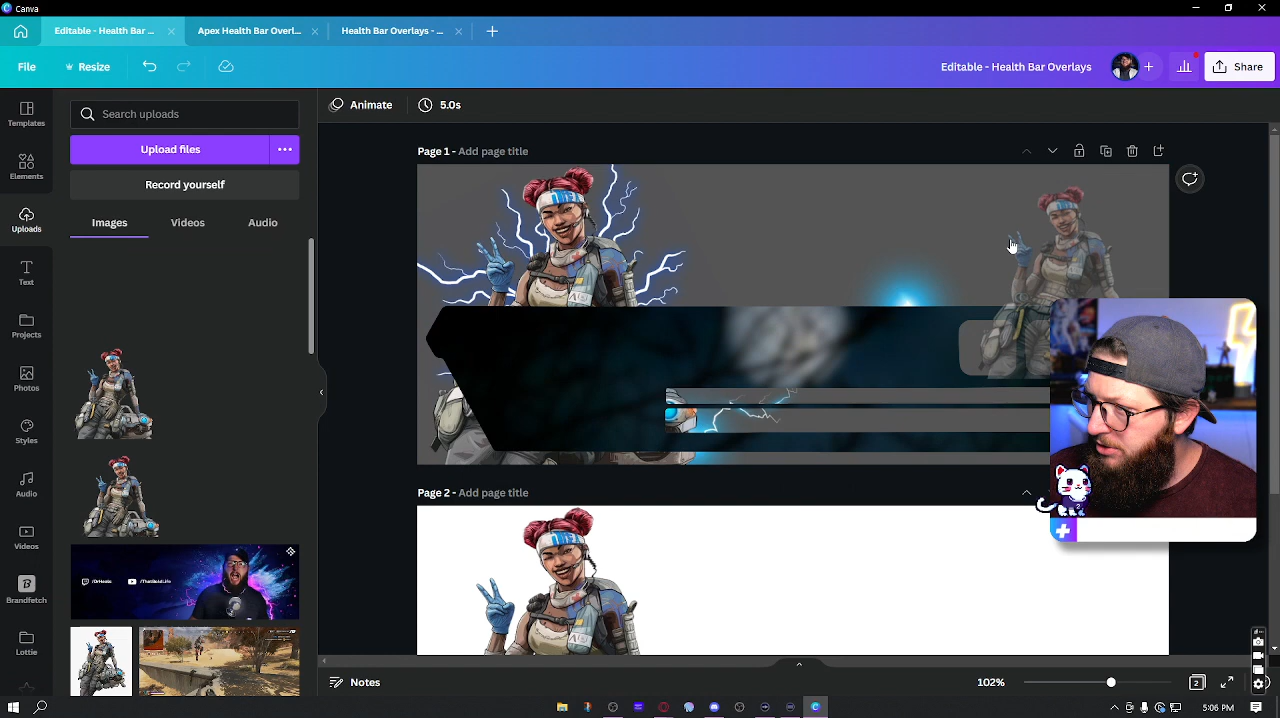 Canva
Editable - Health Bar ...
Apex Health Bar Overl...
Health Bar Overlays - ...
File
Resize
Editable - Health Bar Overlays
Share
Templates
Elements
Uploads
Text
Projects
Photos
Styles
Audio
Videos
Brandfetch
Lottie
Search uploads
Upload files
Record yourself
Images
Videos
Audio
Animate
5.0s
Page 1 - Add page title
Page 2 - Add page title
Notes
102%
2
5:06 PM